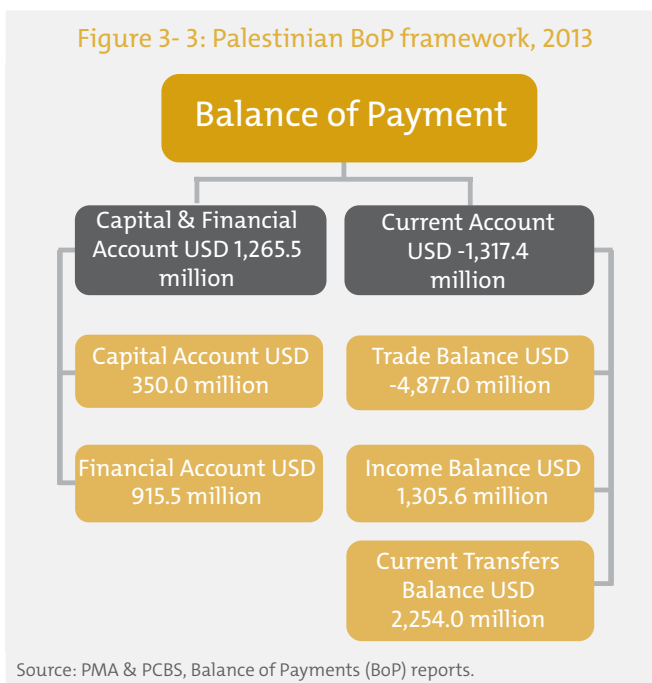 Figure 3- 3: Palestinian BoP framework, 2013
Balance of Payment
Capital & Financial
Account USD 1,265.5
million
Capital Account USD
350.0 million
Financial Account USD
915.5 million
Current Account
USD -1,317.4
million
Trade Balance USD
-4,877.0 million
Income Balance USD
1,305.6 million
Current Transfers
Balance USD
2,254.0 million
Source: PMA & PCBS, Balance of Payments (BoP) reports.